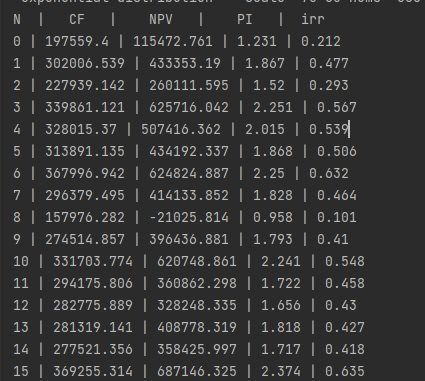 N |    CF   |    NPV   |    PI   |  irr
0 | 197559.4 | 115472.761 | 1.231 | 0.212
1 | 302006.539 | 433353.19 | 1.867 | 0.477
2 | 227939.142 | 260111.595 | 1.52 | 0.293
3 | 339861.121 | 625716.042 | 2.251 | 0.567
4 | 328015.37 | 507416.362 | 2.015 | 0.539
5 | 313891.135 | 434192.337 | 1.868 | 0.506
6 | 367996.942 | 624824.887 | 2.25 | 0.632
7 | 296379.495 | 414133.852 | 1.828 | 0.464
8 | 157976.282 | -21025.814 | 0.958 | 0.101
9 | 274514.857 | 396436.881 | 1.793 | 0.41
10 | 331703.774 | 620748.861 | 2.241 | 0.548
11 | 294175.806 | 360862.298 | 1.722 | 0.458
12 | 282775.889 | 328248.335 | 1.656 | 0.43
13 | 281319.141 | 408778.319 | 1.818 | 0.427
14 | 277521.356 | 358425.997 | 1.717 | 0.418
15 | 369255.314 | 687146.325 | 2.374 | 0.635